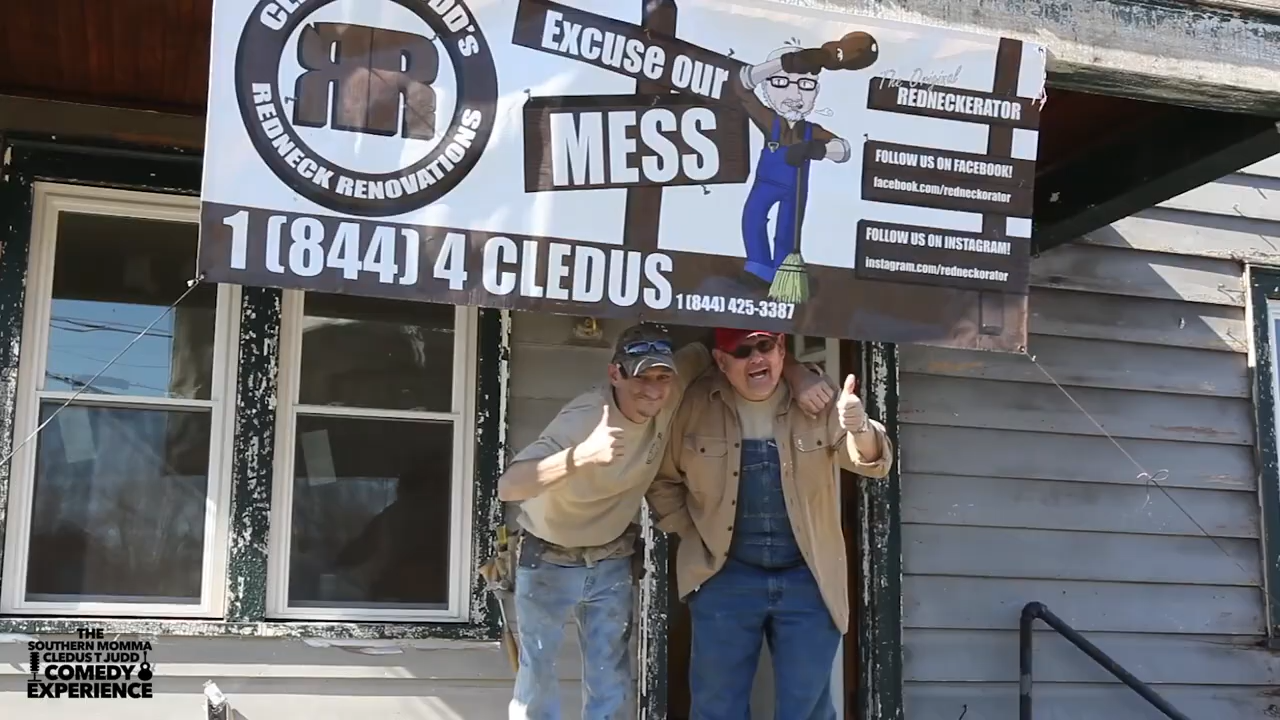 CL UDD'S
RR
REDNECK RENOVATIONS
Excuse our
MESS
1 (844) 4 CLEDUS
1 (844) 425-3387
The Original
REDNECKERATOR
FOLLOW US ON FACEBOOK!
facebook.com/redneckorator
FOLLOW US ON INSTAGRAM!
instagram.com/redneckorator
THE
SOUTHERN MOMMA
CLEDUS T JUDD
COMEDY
EXPERIENCE